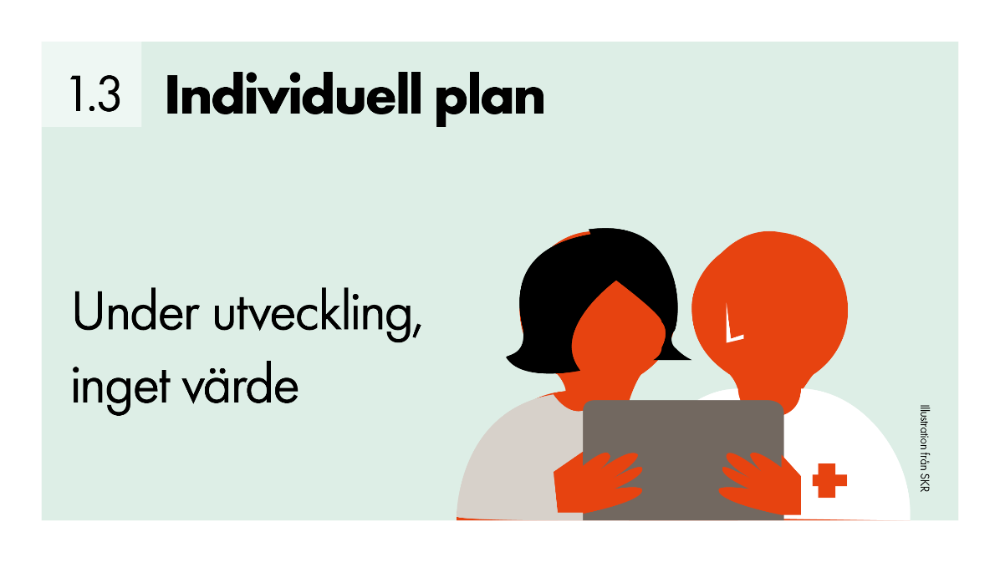 1.3 Individuell plan
Under utveckling,
inget värde
Illustration från SKR